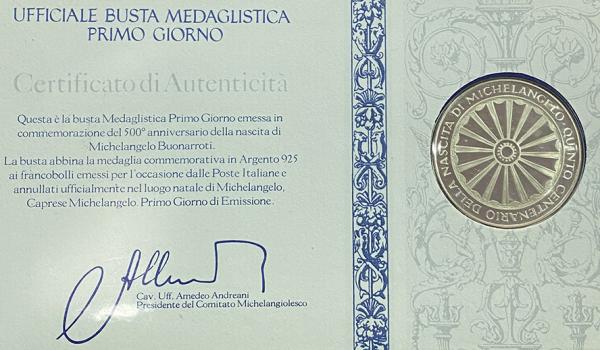 UFFICIALE BUSTA MEDAGLISTICA
PRIMO GIORNO
Certificato di Autenticità
Questa è la busta Medaglistica Primo Giorno emessa in
commemorazione del 500° anniversario della nascita di
Michelangelo Buonarroti.
La busta abbina la medaglia commemorativa in Argento 925
ai francobolli emessi per l'occasione dalle Poste Italiane e
annullati ufficialmente nel luogo natale di Michelangelo,
Caprese Michelangelo. Primo Giorno di Emissione.
Cav. Uff. Amedeo Andreani
Presidente del Comitato Michelangiolesco
QUINTO CENTENARIO DELLA NASCITA DI MICHELANGELO